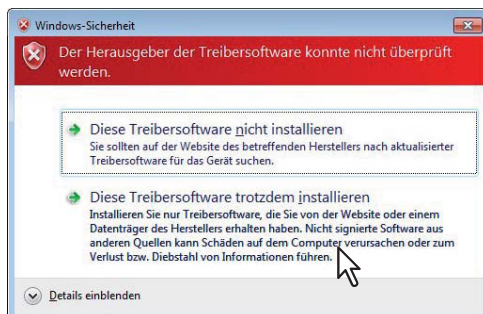 Windows-Sicherheit
Der Herausgeber der Treibersoftware konnte nicht überprüft
werden.
Diese Treibersoftware nicht installieren
Sie sollten auf der Website des betreffenden Herstellers nach aktualisierter
Treibersoftware für das Gerät suchen.
Diese Treibersoftware trotzdem installieren
Installieren Sie nur Treibersoftware, die Sie von der Website oder einem
Datenträger des Herstellers erhalten haben. Nicht signierte Software aus
anderen Quellen kann Schäden auf dem Computer verursachen oder zum
Verlust bzw. Diebstahl von Informationen führen.
Details einblenden